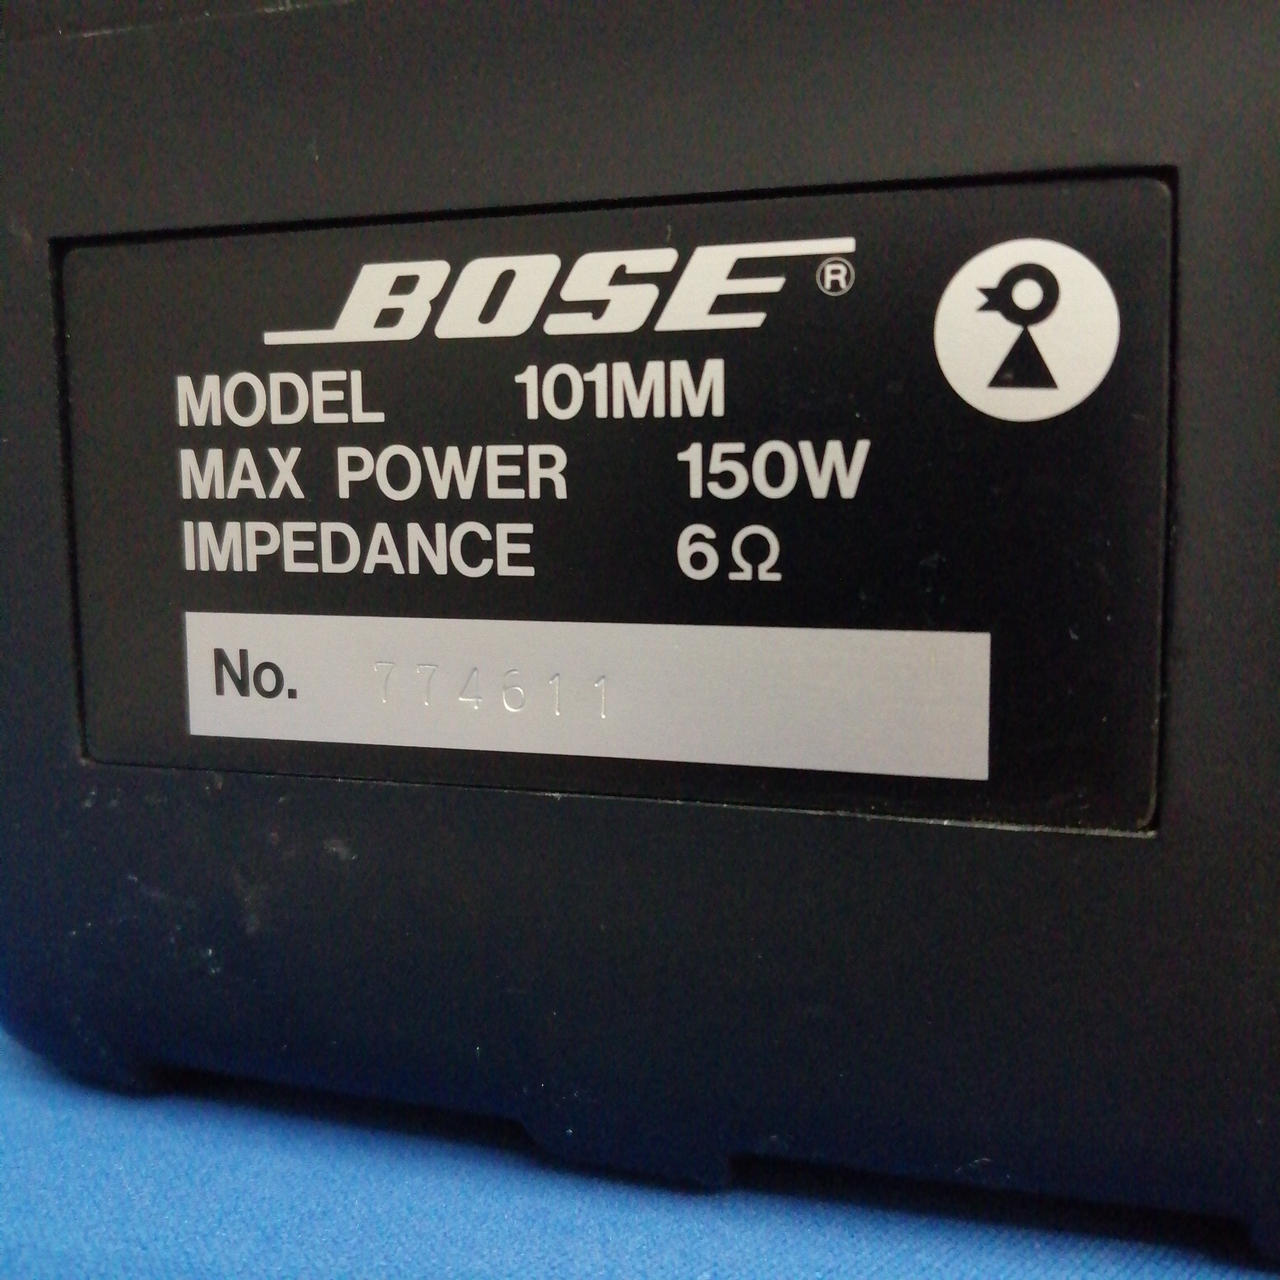 BOSE®
MODEL 101MM
MAX POWER 150W
IMPEDANCE 6Ω
No. 774611